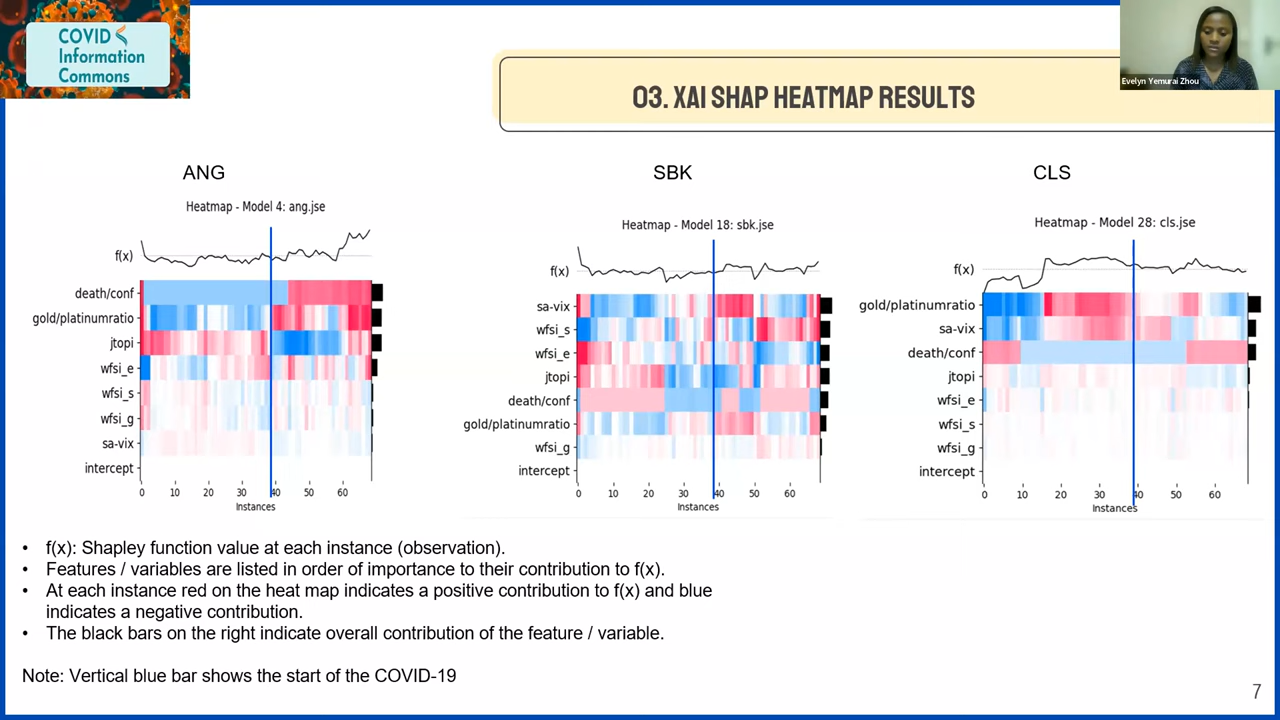 COVID
Information
Commons
Evelyn Yemurai Zhou
03. XAI SHAP HEATMAP RESULTS
ANG
Heatmap - Model 4: ang.jse
f(x)
death/conf
gold/platinumratio
jtopi
wfsi_e
wfsi_s
wfsi_g
sa-vix
intercept
0 10 20 30 40 50 60
Instances
SBK
Heatmap - Model 18: sbk.jse
f(x)
sa-vix
wfsi_s
wfsi_e
jtopi
death/conf
gold/platinumratio
wfsi_g
intercept
0 10 20 30 40 50 60
Instances
CLS
Heatmap - Model 28: cls.jse
f(x)
gold/platinumratio
sa-vix
death/conf
jtopi
wfsi_e
wfsi_s
wfsi_g
intercept
0 10 20 30 40 50 60
Instances
• f(x): Shapley function value at each instance (observation).
• Features / variables are listed in order of importance to their contribution to f(x).
• At each instance red on the heat map indicates a positive contribution to f(x) and blue
indicates a negative contribution.
• The black bars on the right indicate overall contribution of the feature / variable.
Note: Vertical blue bar shows the start of the COVID-19
7